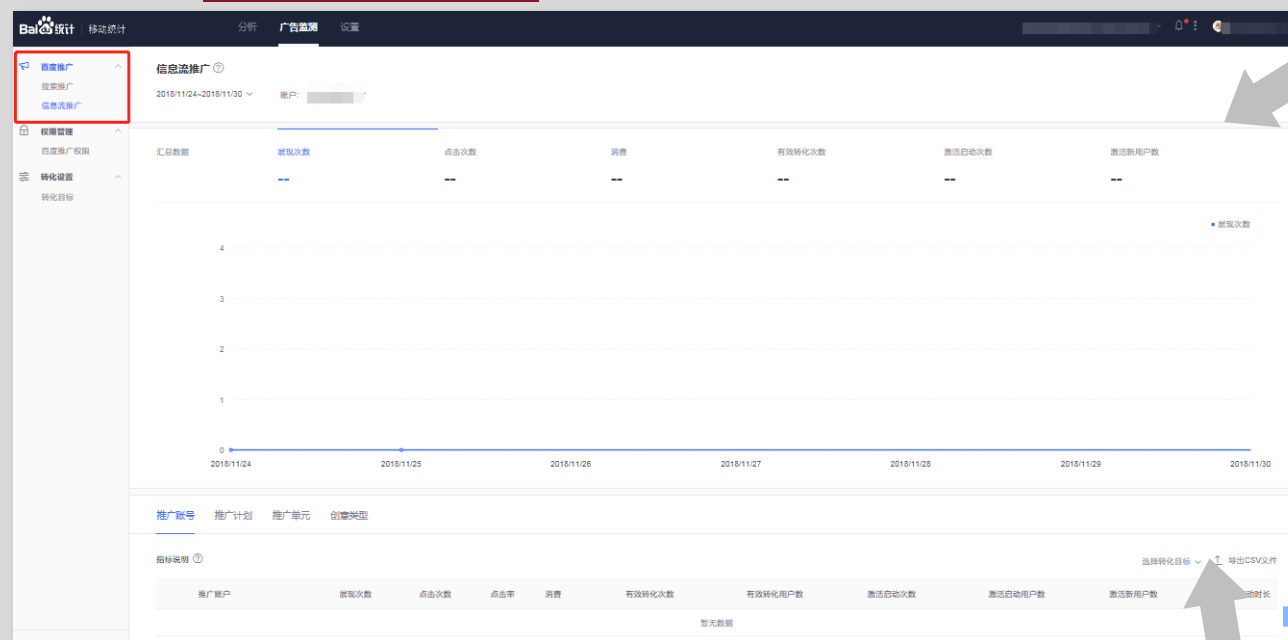 Bai 统计 移动统计 分析 广告监测 设置
百度推广
搜索推广
信息流推广
权限管理
百度推广权限
转化设置
转化目标
信息流推广
2018/11/24~2018/11/30 账户:
汇总数据 展现次数 点击次数 消费 有效转化次数 激活启动次数 激活新用户数
-- -- -- -- -- --
展现次数
4
3
2
1
0
2018/11/24 2018/11/25 2018/11/26 2018/11/27 2018/11/28 2018/11/29 2018/11/30
推广账号 推广计划 推广单元 创意类型
指标说明 选择转化目标 导出CSV文件
推广账户 展现次数 点击次数 点击率 消费 有效转化次数 有效转化用户数 激活启动次数 激活启动用户数 激活新用户数 动时长
暂无数据